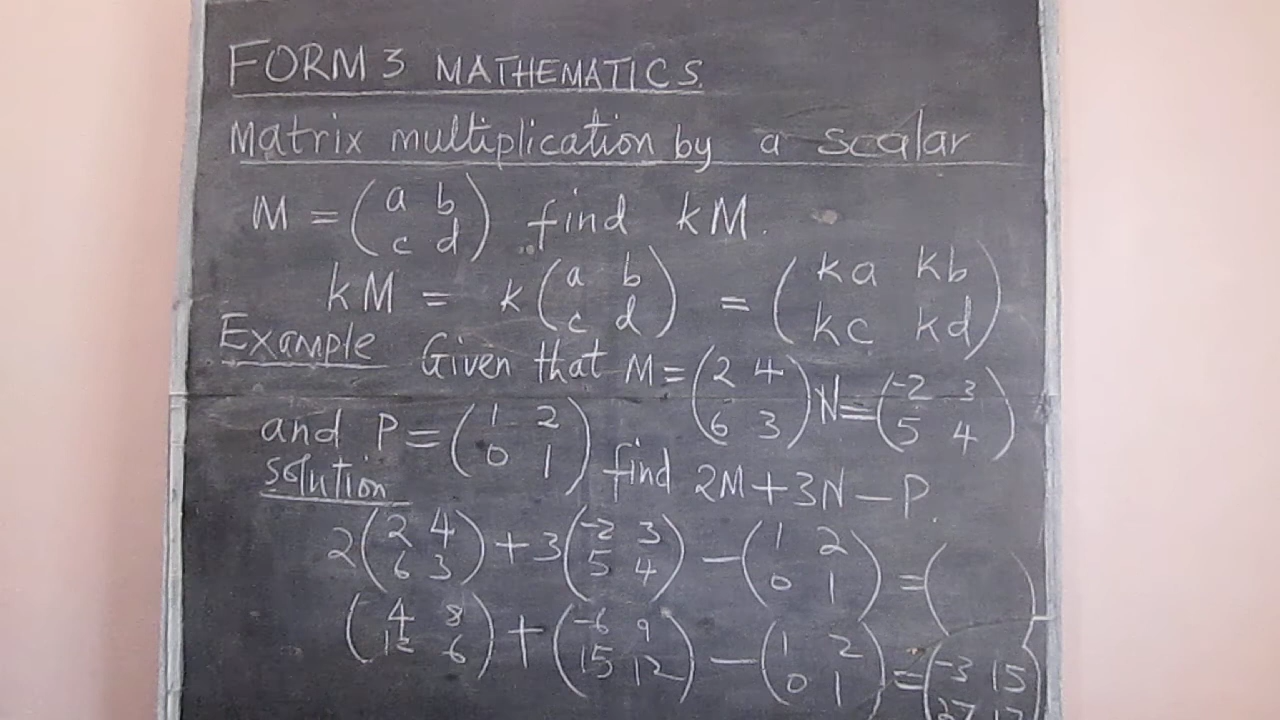 FORM 3 MATHEMATICS
Matrix multiplication by a scalar
M = (a b
c d) find kM.
kM = k(a b
c d) = (ka kb
kc kd)
Example Given that M = (2 4
6 3) N = (-2 3
5 4)
and P = (1 2
0 1) find 2M + 3N - P
solution
2(2 4
6 3) + 3(-2 3
5 4) - (1 2
0 1) = ( )
(4 8
12 6) + (-6 9
15 12) - (1 2
0 1) = (-3 15
27 17